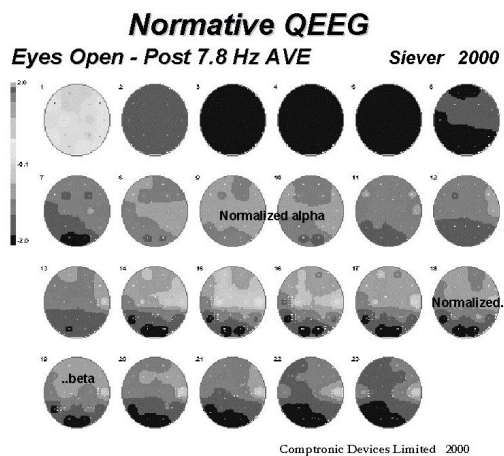 Normative QEEG
Eyes Open - Post 7.8 Hz AVE Siever 2000
2.0
-0.1
-2.0
1 2 3 4 5 6
7 8 9 10 11 12
Normalized alpha
13 14 15 16 17 18
Normalized.
19 20 21 22 23
..beta
Comptronic Devices Limited 2000